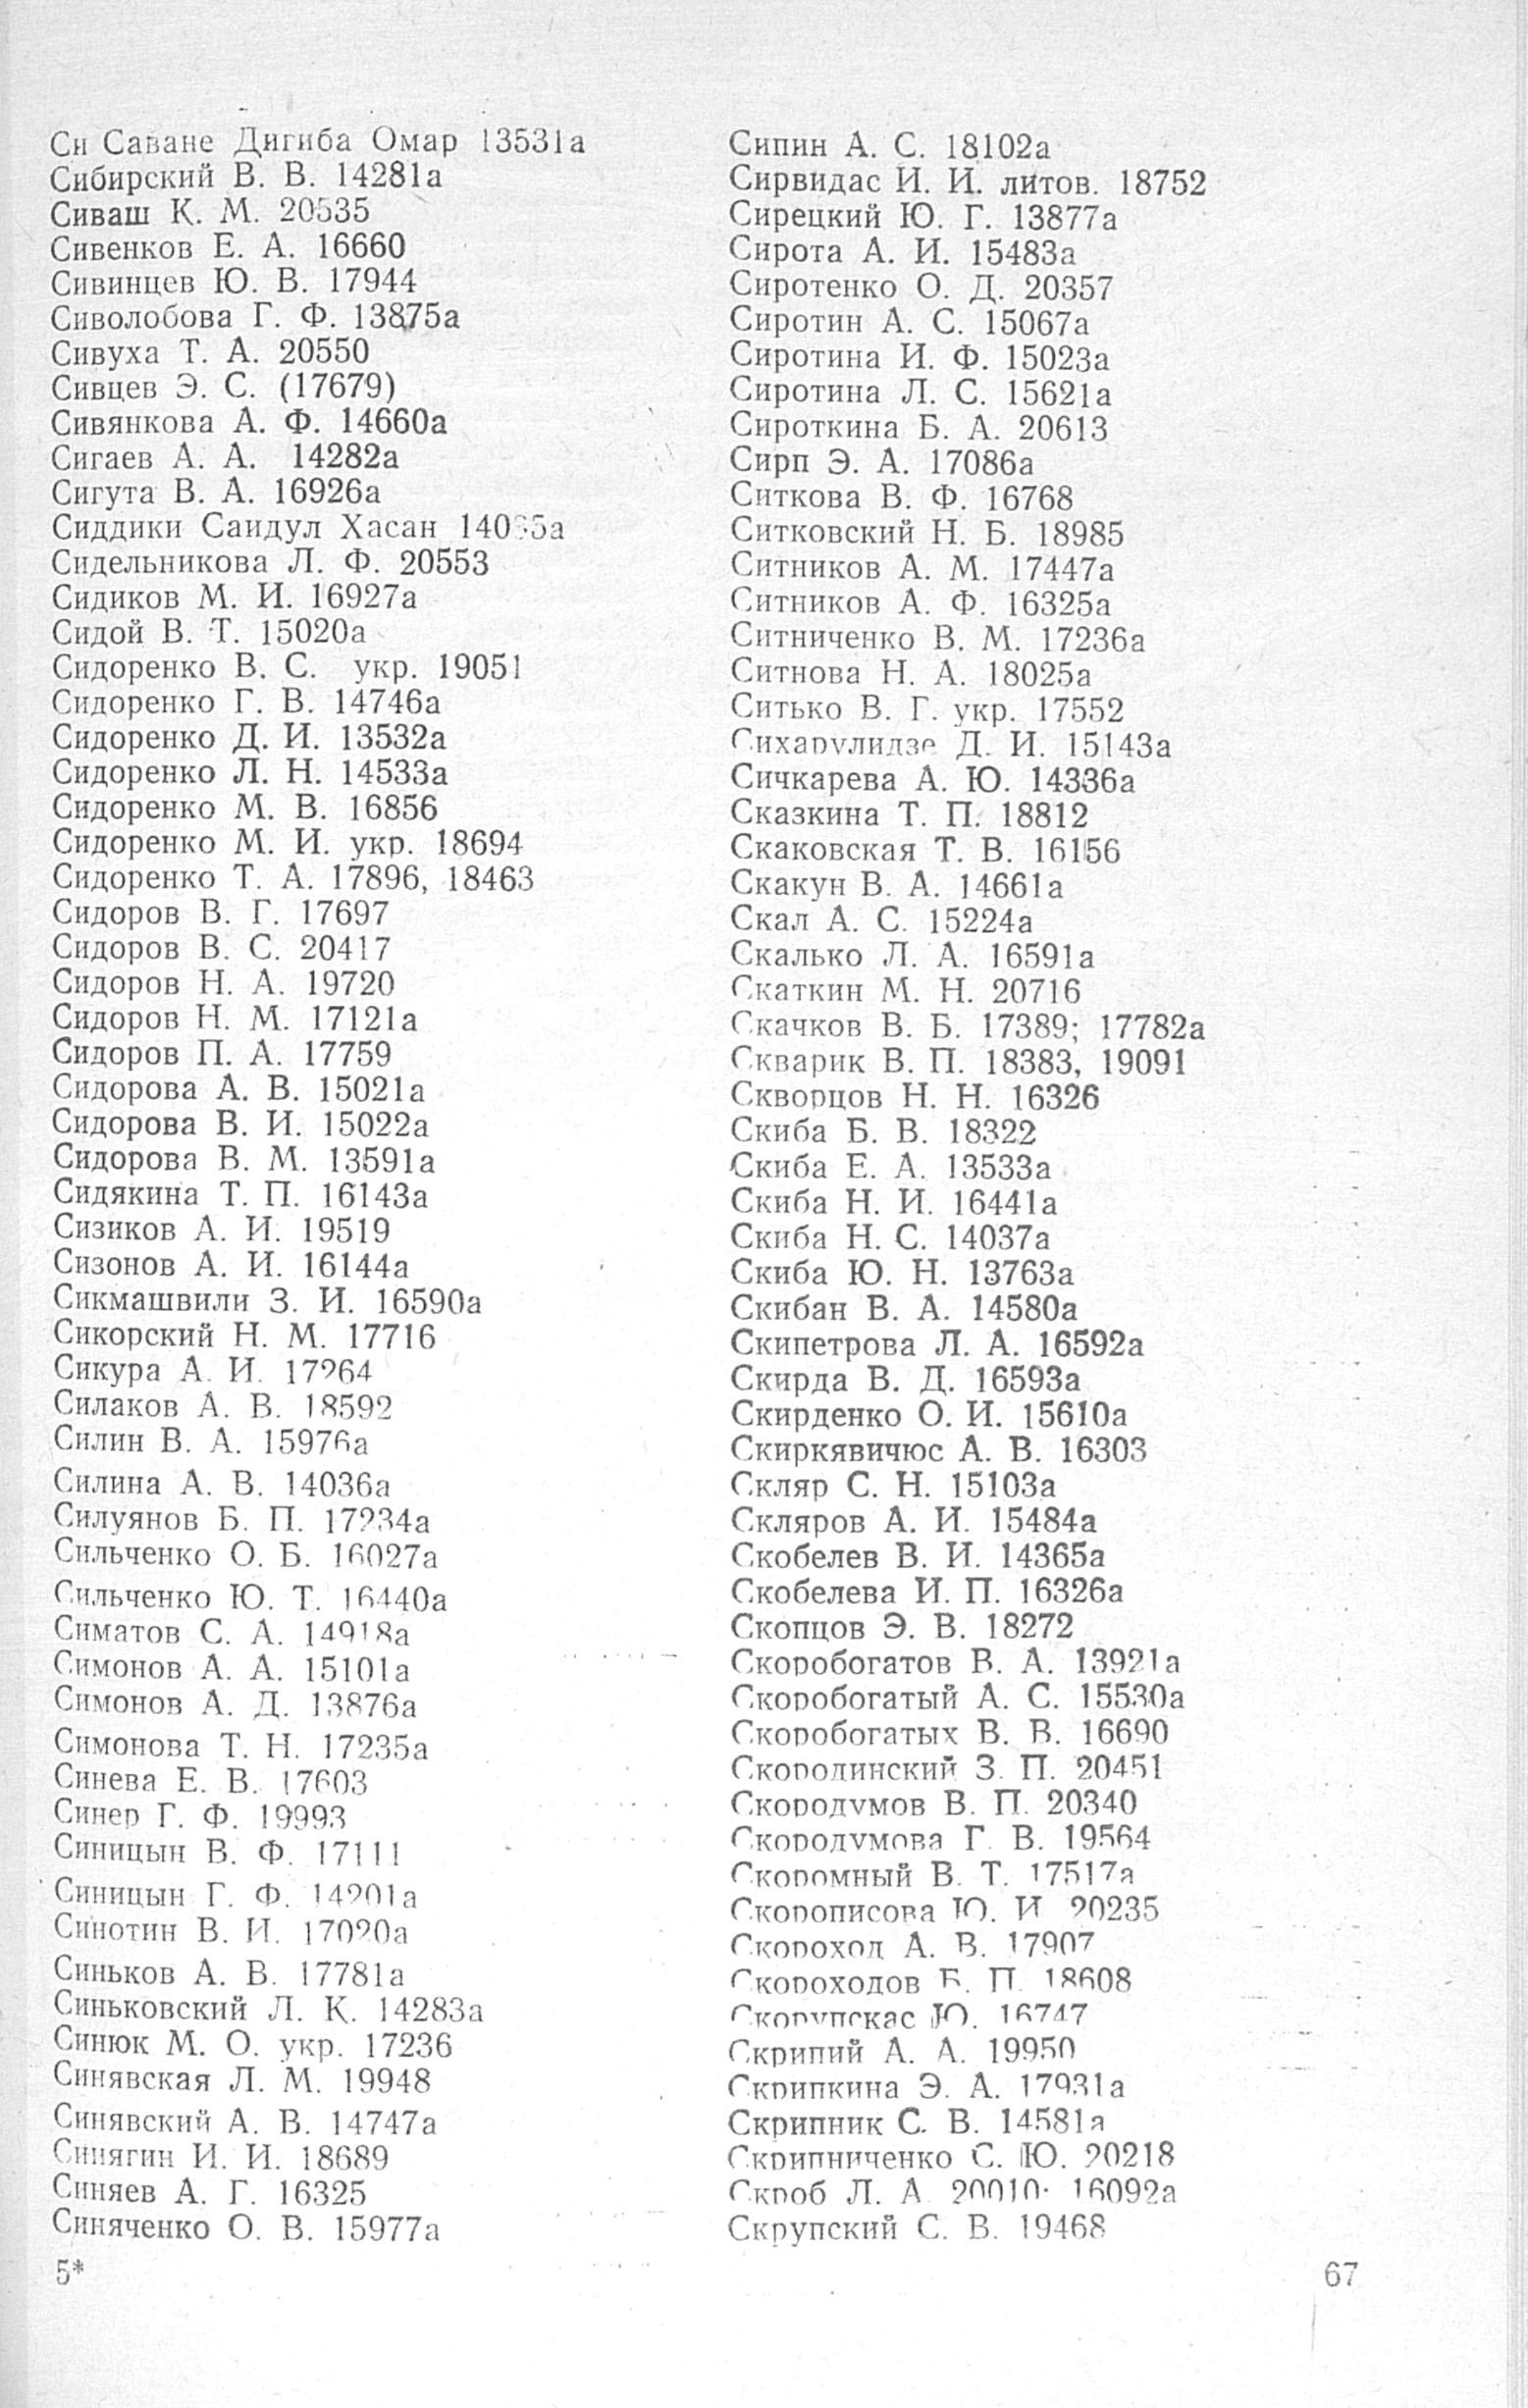 Си Саване Дигиба Омар 13531а
Сибирский В. В. 14281а
Сиваш К. М. 20535
Сивенков Е. А. 16660
Сивинцев Ю. В. 17944
Сиволобова Г. Ф. 13875а
Сивуха Т. А. 20550
Сивцев Э. С. (17679)
Сивянкова А. Ф. 14660а
Сигаев А. А. 14282а
Сигута В. А. 16926а
Сиддики Саидул Хасан
Сидельникова Л. Ф. 20553
Сидиков М. И. 16927а
Сидой В. Т. 15020а
Сидоренко В. С. укр. 19051
Сидоренко Г. В. 14746а
Сидоренко Д. И. 13532а
Сидоренко Л. Н. 14533а
Сидоренко М. В. 16856
Сидоренко М. И. укр. 18694
Сидоренко Т. А. 17896, 18463
Сидоров В. Г. 17697
Сидоров В. С. 20417
Сидоров Н. А. 19720
Сидоров Н. М. 17121а
Сидоров П. А. 17759
Сидорова А. В. 15021а
Сидорова В. И. 15022а
Сидорова В. М. 13591а
Сидякина Т. П. 16143а
Сизиков А. И. 19519
Сизонов А. И. 16144а
Сикмашвили З. И. 16590а
Сикорский Н. М. 17716
Сикура А. И. 17264
Силаков А. В. 18592
Силин В. А. 15976а
Силина А. В. 14036а
Силуянов Б. П. 17234а
Сильченко О. Б. 16027а
Сильченко Ю. Т. 16440а
Симатов С. А. 14918а
Симонов А. А. 15101а
Симонов А. Д. 13876а
Симонова Т. Н. 17235а
Синева Е. В. 17603
Синер Г. Ф. 19993
Синицын В. Ф. 17111
Синицын Г. Ф. 14201а
Синотин В. И. 17020а
Синьков А. В. 17781а
Синьковский Л. К. 14283а
Синюк М. О. укр. 17236
Синявская Л. М. 19948
Синявский А. В. 14747а
Синягин И. И. 18689
Синяев А. Г. 16325
Синяченко О. В. 15977а
5*
Сипин А. С. 18102а
Сирвидас И. И. литов. 18752
Сирецкий Ю. Г. 13877а
Сирота А. И. 15483а
Сиротенко О. Д. 20357
Сиротин А. С. 15067а
Сиротина И. Ф. 15023а
Сиротина Л. С. 15621а
Сироткина Б. А. 20613
Сирп Э. А. 17086а
Ситкова В. Ф. 16768
Ситковский Н. Б. 18985
Ситников А. М. 17447а
Ситников А. Ф. 16325а
Ситниченко В. М. 17236а
Ситнова Н. А. 18025а
Ситько В. Г. укр. 17552
Сихарулидзе Д. И. 15143а
Сичкарева А. Ю. 14336а
Сказкина Т. П. 18812
Скаковская Т. В. 16156
Скакун В. А. 14661а
Скал А. С. 15224а
Скалько Л. А. 16591а
Скаткин М. Н. 20716
Скачков В. Б. 17389; 17782а
Скварик В. П. 18383, 19091
Скворцов Н. Н. 16326
Скиба Б. В. 18322
Скиба Е. А. 13533а
Скиба Н. И. 16441а
Скиба Н. С. 14037а
Скиба Ю. Н. 13763а
Скибан В. А. 14580а
Скипетрова Л. А. 16592а
Скирда В. Д. 16593а
Скирденко О. И. 15610а
Скиркявичюс А. В. 16303
Скляр С. Н. 15103а
Скляров А. И. 15484а
Скобелев В. И. 14365а
Скобелева И. П. 16326а
Скопцов Э. В. 18272
Скоробогатов В. А. 13921а
Скоробогатый А. С. 15530а
Скоробогатых В. В. 16690
Скородинский З. П. 20451
Скородумов В. П. 20340
Скородумова Г. В. 19564
Скоромный В. Т. 17517а
Скорописова Ю. И. 20235
Скороход А. В. 17907
Скороходов Б. П. 18608
Скорупскас Ю. 16747
Скрипий А. А. 19950
Скрипкина Э. А. 17931а
Скрипник С. В. 14581а
Скрипниченко С. Ю. 20218
Скроб Л. А. 20010; 16092а
Скрупский С. В. 19468
67